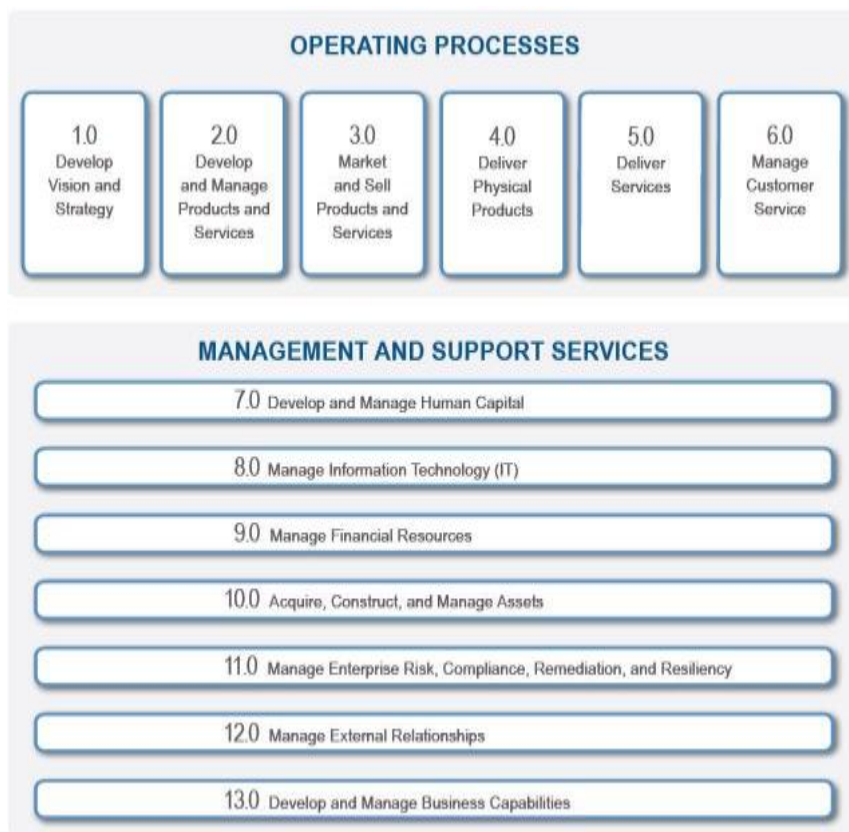 OPERATING PROCESSES
1.0
Develop
Vision and
Strategy
2.0
Develop
and Manage
Products and
Services
3.0
Market
and Sell
Products and
Services
4.0
Deliver
Physical
Products
5.0
Deliver
Services
6.0
Manage
Customer
Service
MANAGEMENT AND SUPPORT SERVICES
7.0 Develop and Manage Human Capital
8.0 Manage Information Technology (IT)
9.0 Manage Financial Resources
10.0 Acquire, Construct, and Manage Assets
11.0 Manage Enterprise Risk, Compliance, Remediation, and Resiliency
12.0 Manage External Relationships
13.0 Develop and Manage Business Capabilities